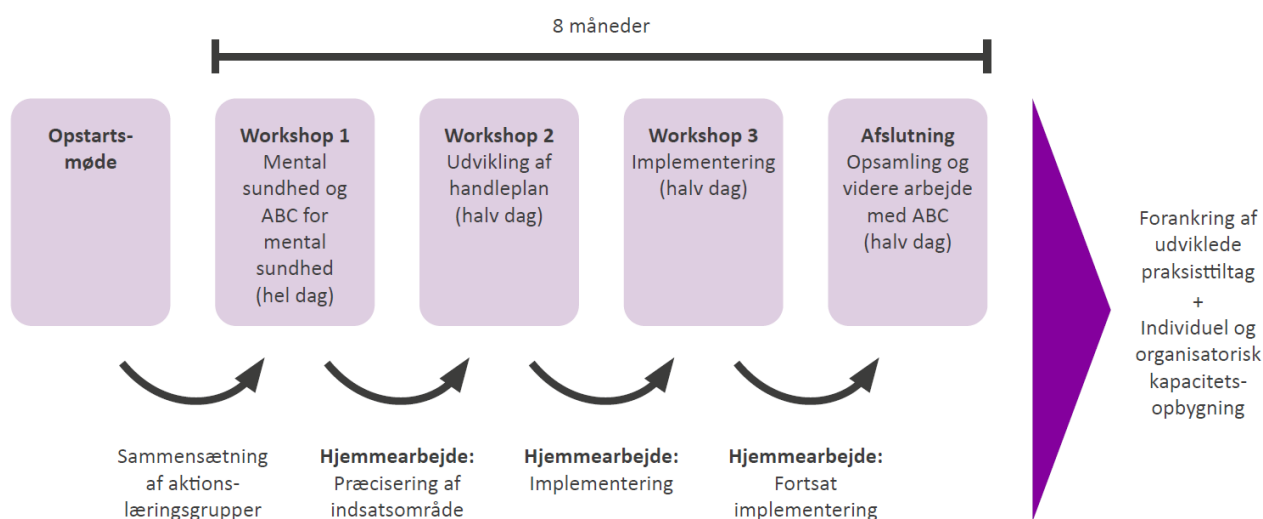 8 måneder
Opstarts-
møde
Workshop 1
Mental
sundhed og
ABC for
mental
sundhed
(hel dag)
Workshop 2
Udvikling af
handleplan
(halv dag)
Workshop 3
Implementering
(halv dag)
Afslutning
Opsamling og
videre arbejde
med ABC
(halv dag)
Sammensætning
af aktions-
læringsgrupper
Hjemmearbejde:
Præcisering af
indsatsområde
Hjemmearbejde:
Implementering
Hjemmearbejde:
Fortsat
implementering
Forankring af
udviklede
praksisttiltag
+
Individuel og
organisatorisk
kapacitets-
opbygning